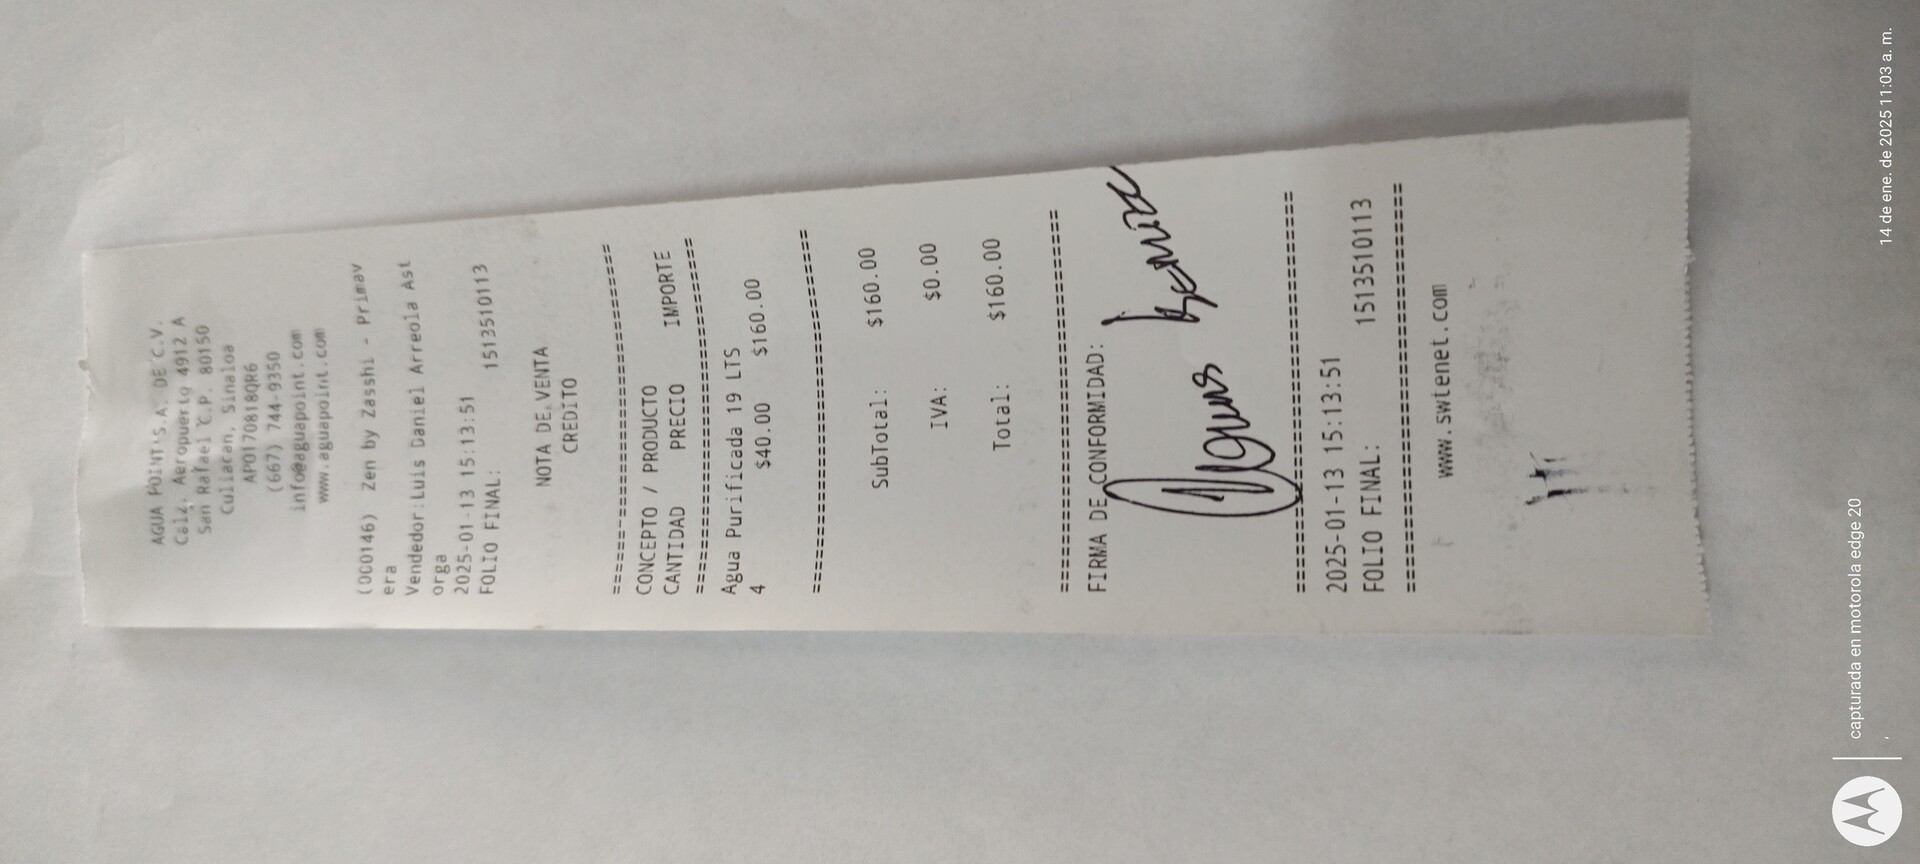 AGUA POINT S.A. DE C.V.
Calz. Aeropuerto 4912 A
San Rafael C.P. 80150
Culiacan, Sinaloa
APO170818QR6
(667) 744-9350
info@aguapoint.com
www.aguapoint.com
(000146) Zen by Zasshi - Primav
era
Vendedor:Luis Daniel Arreola Ast
orga
2025-01-13 15:13:51
FOLIO FINAL: 1513510113
NOTA DE VENTA
CREDITO
================================
CONCEPTO / PRODUCTO
CANTIDAD PRECIO IMPORTE
================================
Agua Purificada 19 LTS
4 $40.00 $160.00
================================
SubTotal: $160.00
IVA: $0.00
Total: $160.00
================================
FIRMA DE CONFORMIDAD:
================================
2025-01-13 15:13:51
FOLIO FINAL: 1513510113
================================
www.swtenet.com
capturada en motorola edge 20
14 de ene. de 2025 11:03 a. m.